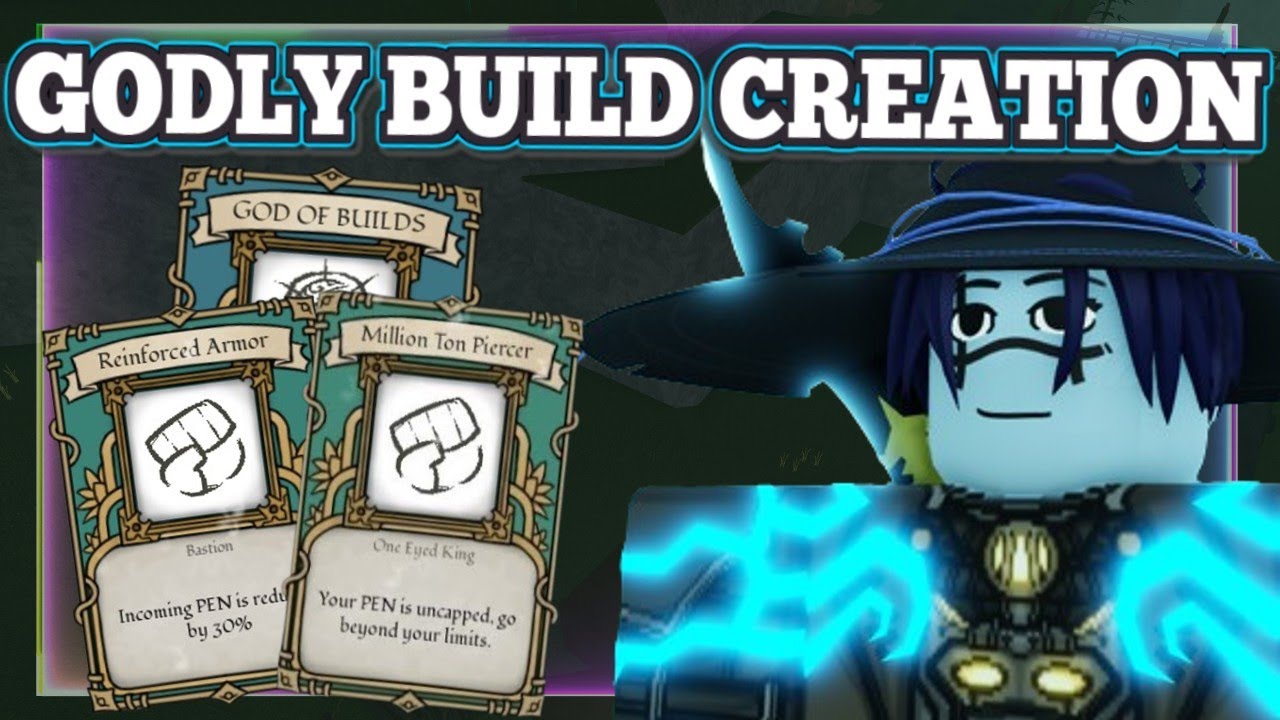 GODLY BUILD CREATION
GOD OF BUILDS
Reinforced Armor
Bastion
Incoming PEN is redu
by 30%
Million Ton Piercer
One Eyed King
Your PEN is uncapped, go
beyond your limits.